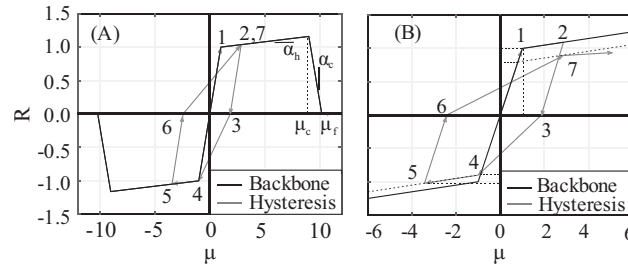 (A)
1
2,7
α_h
α_c
R
1.5
1.0
0.5
0.0
-0.5
-1.0
-1.5
6
3
μ_c
μ_f
5
4
Backbone
Hysteresis
-10
-5
0
5
10
μ
(B)
1
2
7
6
3
4
5
Backbone
Hysteresis
-6
-4
-2
0
2
4
6
μ